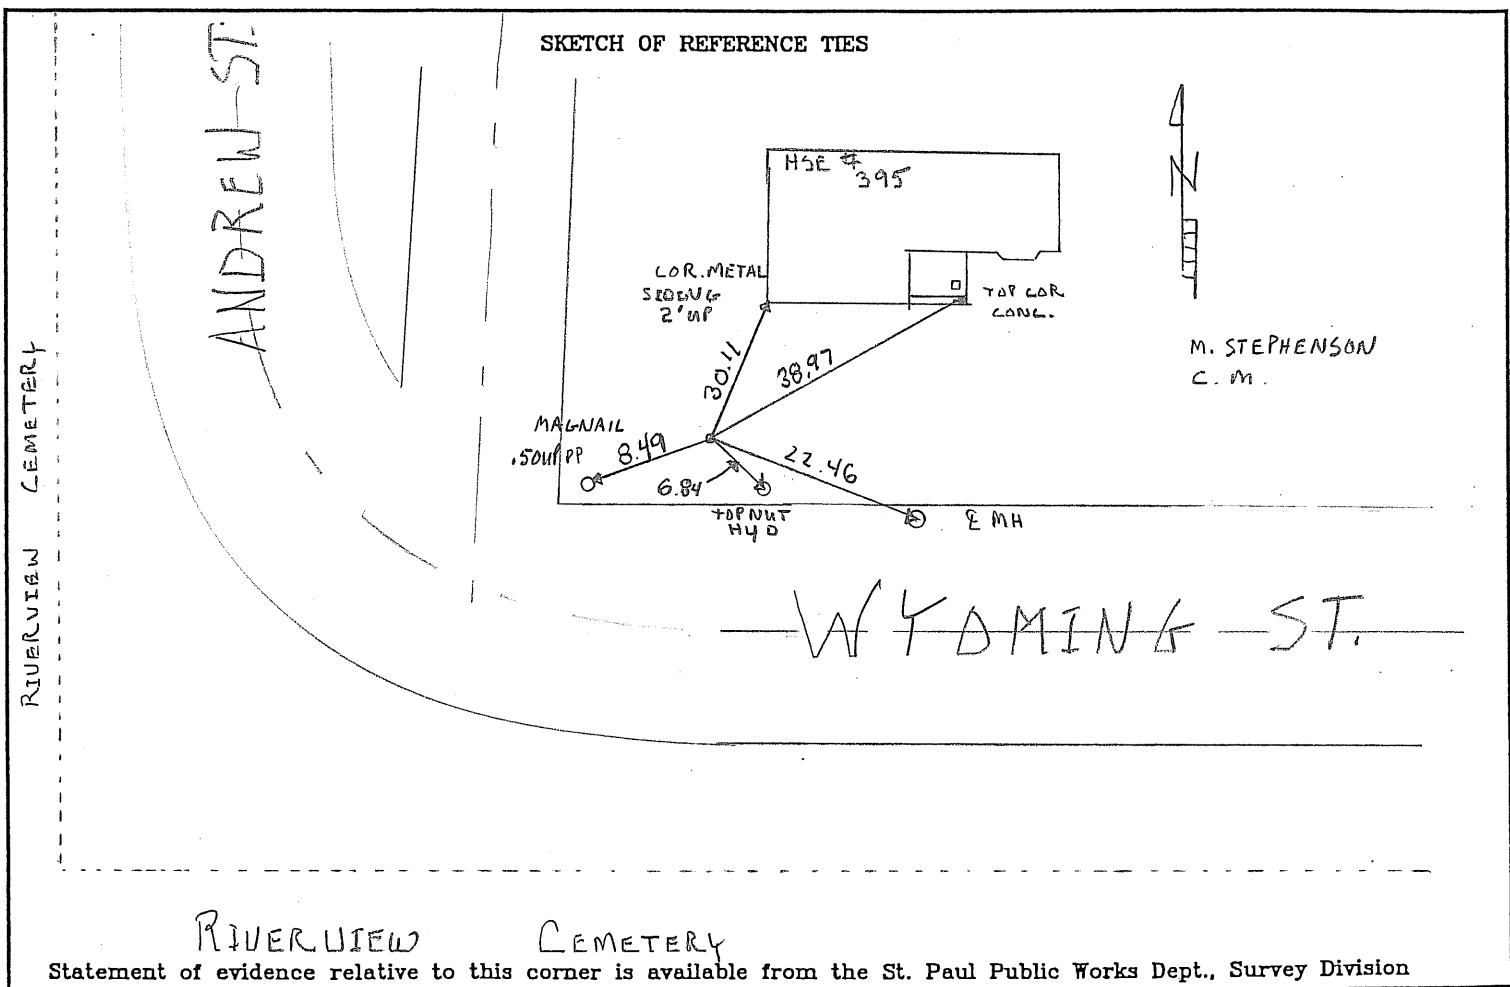 SKETCH OF REFERENCE TIES
ANDREW ST.
HSE #
395
N
COR. METAL
SIDING
2' UP
TOP COR
CONC.
M. STEPHENSON
C. M.
30.11
38.97
MAGNAIL
.50 UP PP
8.49
6.84
22.46
TOP NUT
HYD
℄ MH
RIVERVIEW CEMETERY
WYOMING ST.
RIVERVIEW CEMETERY
Statement of evidence relative to this corner is available from the St. Paul Public Works Dept., Survey Division